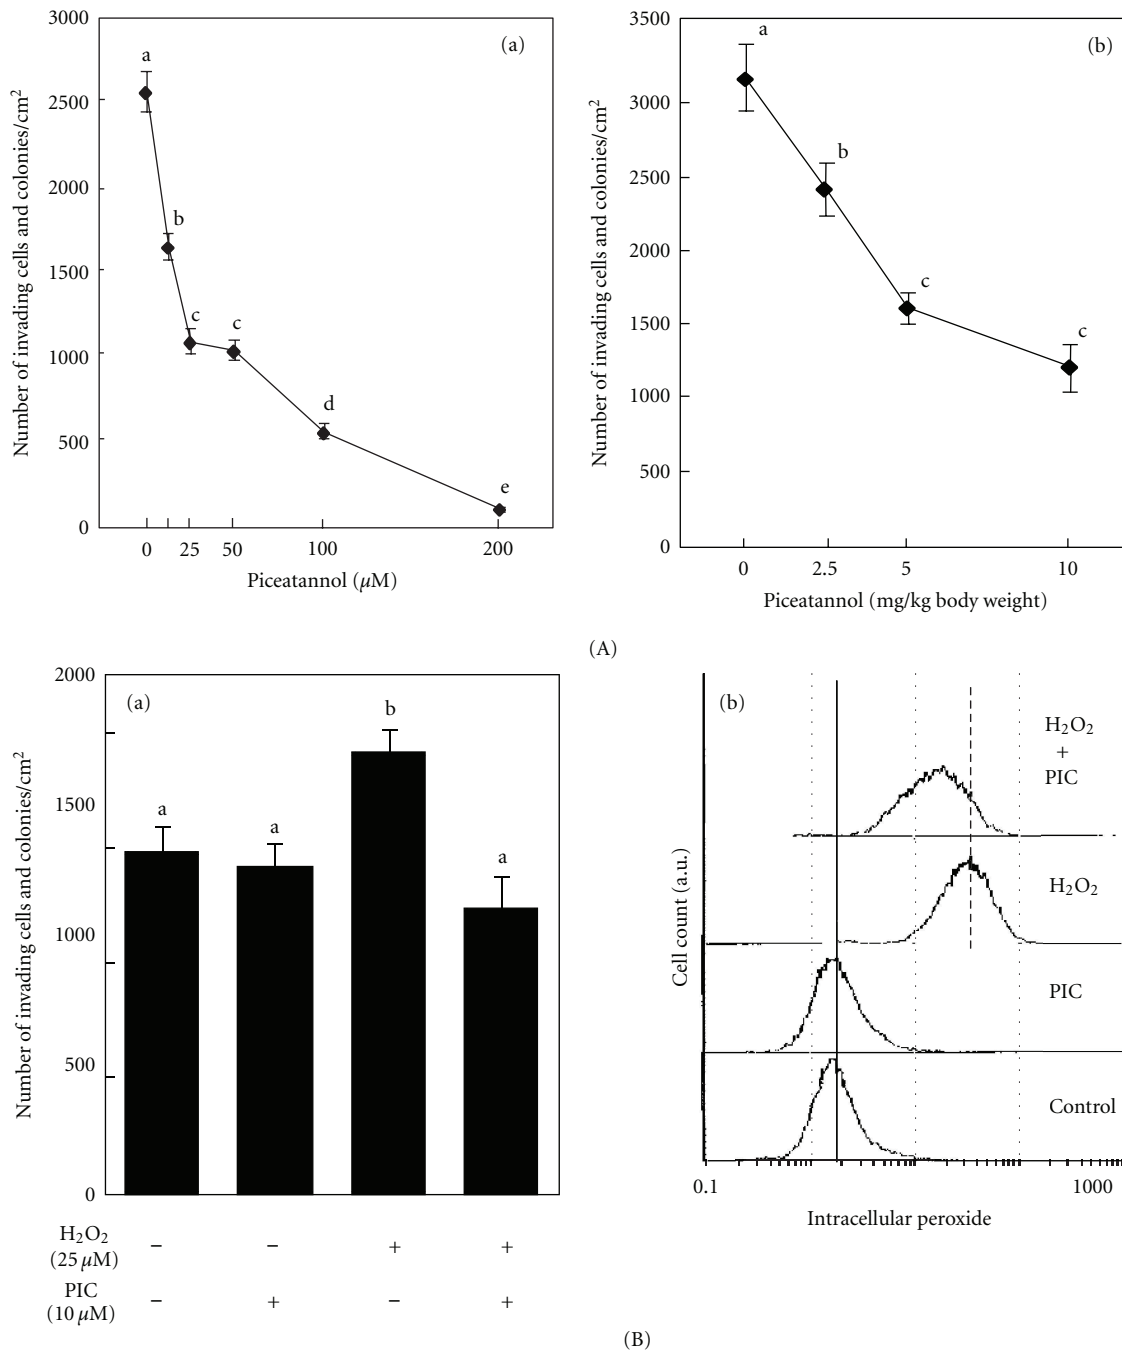 (a)
Number of invading cells and colonies/cm²
3000
2500
2000
1500
1000
500
0
a
b
c
c
d
e
0 25 50 100 200
Piceatannol (μM)
(b)
Number of invading cells and colonies/cm²
3500
3000
2500
2000
1500
1000
500
0
a
b
c
c
0 2.5 5 10
Piceatannol (mg/kg body weight)
(A)
(a)
Number of invading cells and colonies/cm²
2000
1500
1000
500
0
a
a
b
a
H₂O₂
(25 μM)
− − + +
PIC
(10 μM)
− + − +
(b)
Cell count (a.u.)
H₂O₂
+
PIC
H₂O₂
PIC
Control
0.1 1000
Intracellular peroxide
(B)